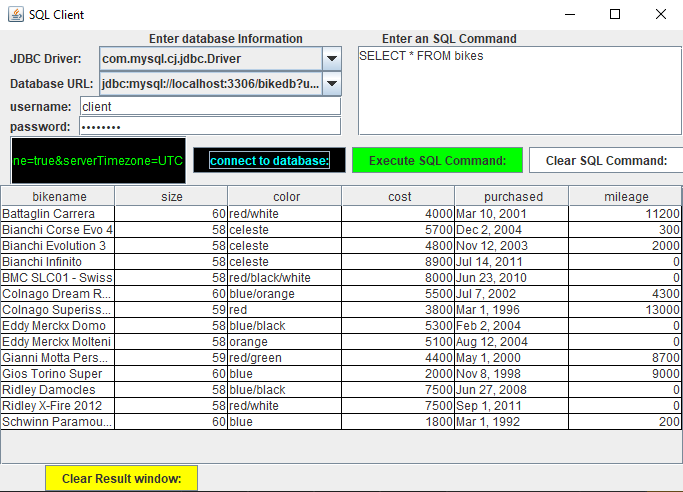 SQL Client
Enter database Information Enter an SQL Command
JDBC Driver: com.mysql.cj.jdbc.Driver
SELECT * FROM bikes
Database URL: jdbc:mysql://localhost:3306/bikedb?u...
username: client
password: ••••••••
ne=true&serverTimezone=UTC connect to database: Execute SQL Command: Clear SQL Command:
bikename size color cost purchased mileage
Battaglin Carrera 60 red/white 4000 Mar 10, 2001 11200
Bianchi Corse Evo 4 58 celeste 5700 Dec 2, 2004 300
Bianchi Evolution 3 58 celeste 4800 Nov 12, 2003 2000
Bianchi Infinito 58 celeste 8900 Jul 14, 2011 0
BMC SLC01 - Swiss 58 red/black/white 8000 Jun 23, 2010 0
Colnago Dream R... 60 blue/orange 5500 Jul 7, 2002 4300
Colnago Superiss... 59 red 3800 Mar 1, 1996 13000
Eddy Merckx Domo 58 blue/black 5300 Feb 2, 2004 0
Eddy Merckx Molteni 58 orange 5100 Aug 12, 2004 0
Gianni Motta Pers... 59 red/green 4400 May 1, 2000 8700
Gios Torino Super 60 blue 2000 Nov 8, 1998 9000
Ridley Damocles 58 blue/black 7500 Jun 27, 2008 0
Ridley X-Fire 2012 58 red/white 7500 Sep 1, 2011 0
Schwinn Paramou... 60 blue 1800 Mar 1, 1992 200
Clear Result window: